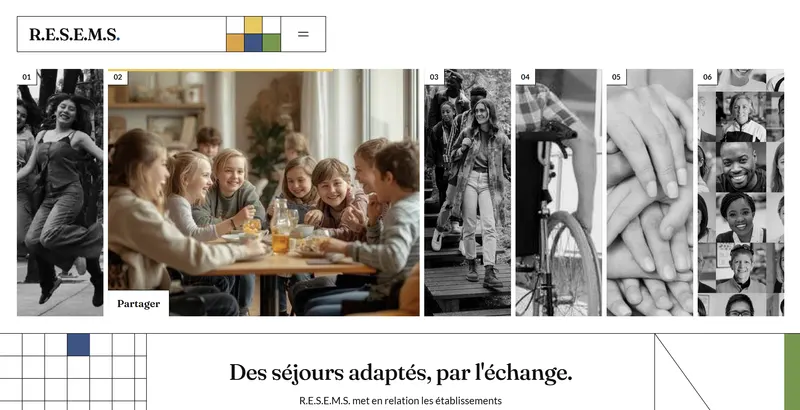 R.E.S.E.M.S.
01
02
03
04
05
06
Partager
Des séjours adaptés, par l'échange.
R.E.S.E.M.S. met en relation les établissements